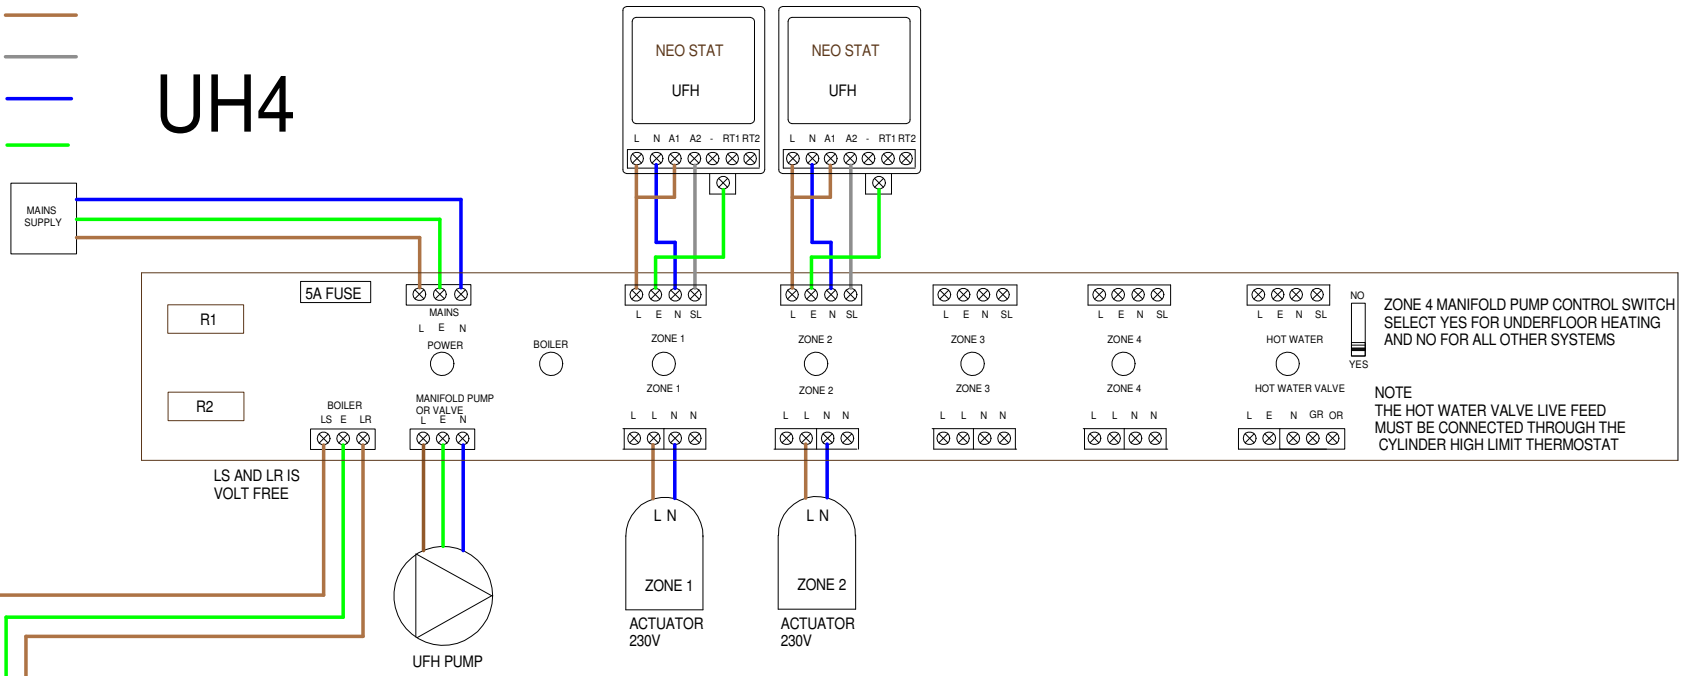 UH4
NEO STAT
UFH
L N A1 A2 - RT1 RT2
NEO STAT
UFH
L N A1 A2 - RT1 RT2
MAINS
SUPPLY
R1
R2
5A FUSE
MAINS
L E N
POWER
BOILER
L E N SL
ZONE 1
ZONE 1
L L N N
L E N SL
ZONE 2
ZONE 2
L L N N
L E N SL
ZONE 3
ZONE 3
L L N N
L E N SL
ZONE 4
ZONE 4
L L N N
L E N SL
HOT WATER
HOT WATER VALVE
L E N GR OR
NO
YES
ZONE 4 MANIFOLD PUMP CONTROL SWITCH
SELECT YES FOR UNDERFLOOR HEATING
AND NO FOR ALL OTHER SYSTEMS
NOTE
THE HOT WATER VALVE LIVE FEED
MUST BE CONNECTED THROUGH THE
CYLINDER HIGH LIMIT THERMOSTAT
BOILER
LS E LR
MANIFOLD PUMP
OR VALVE
L E N
LS AND LR IS
VOLT FREE
UFH PUMP
L N
ZONE 1
ACTUATOR
230V
L N
ZONE 2
ACTUATOR
230V